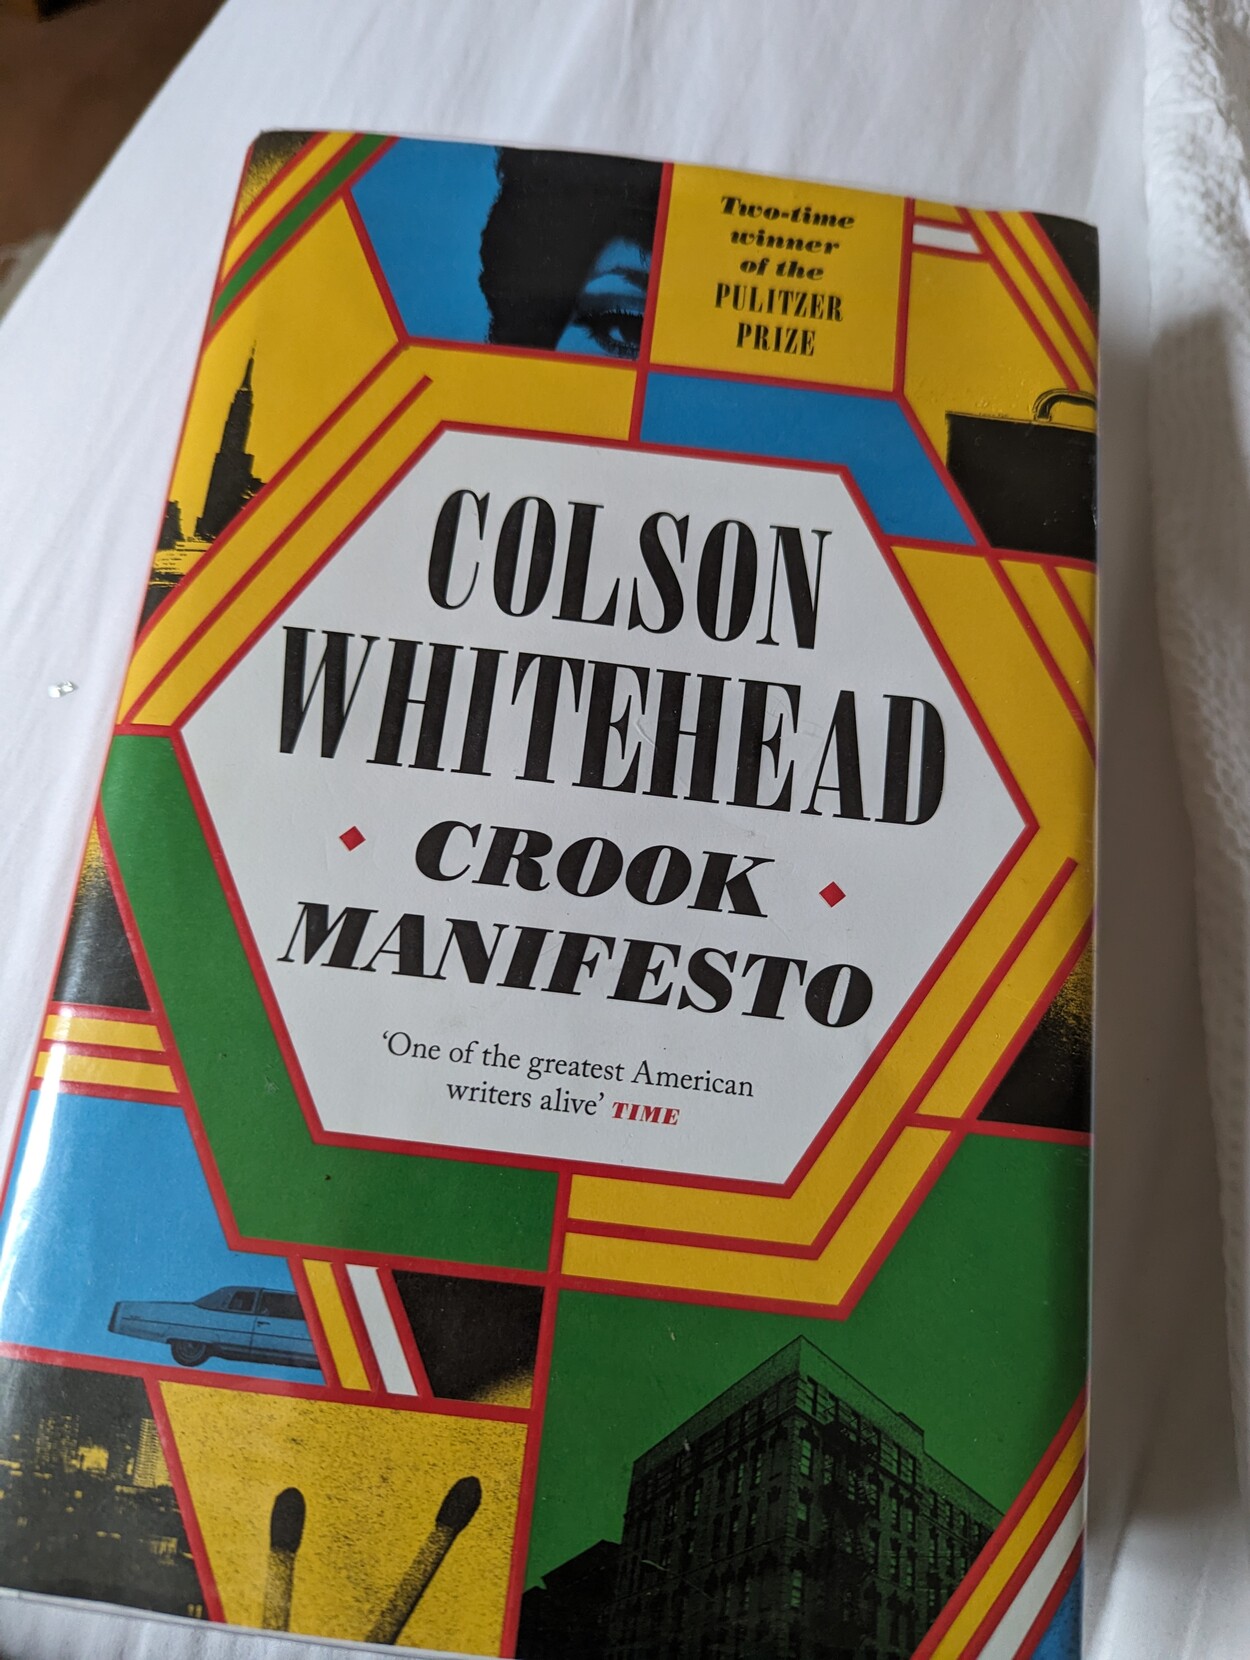 Two-time
winner
of the
PULITZER
PRIZE
COLSON
WHITEHEAD
CROOK
MANIFESTO
‘One of the greatest American
writers alive’ TIME